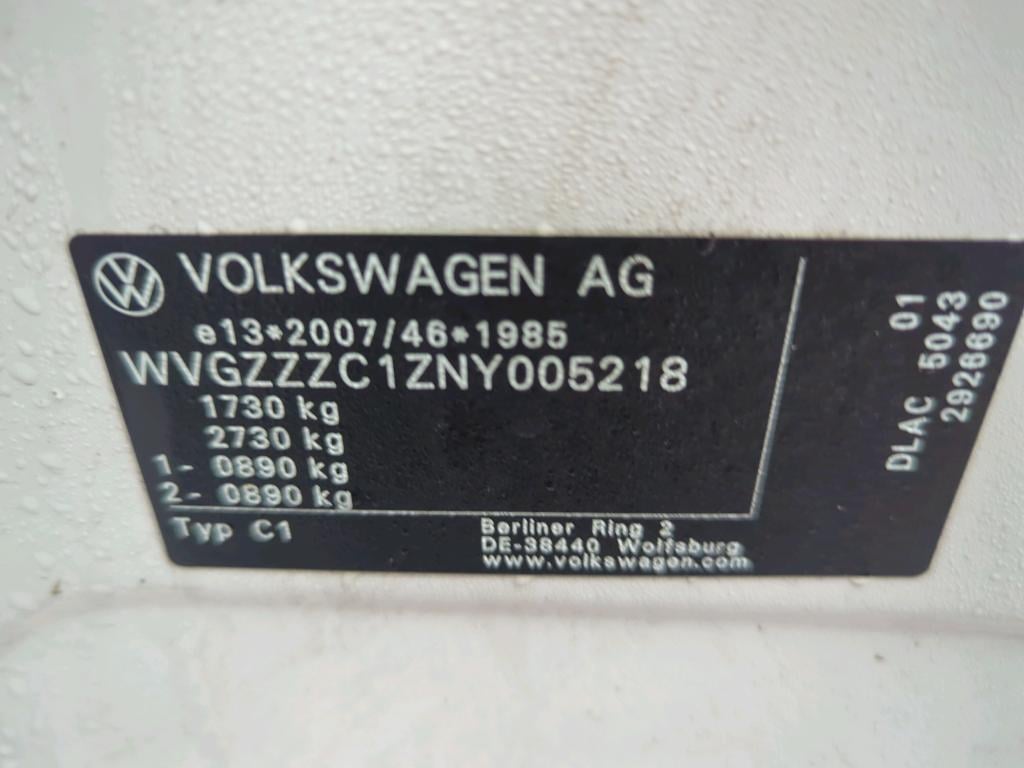 VOLKSWAGEN AG
e13*2007/46*1985
WVGZZZC1ZNY005218
1730 kg
2730 kg
1- 0890 kg
2- 0890 kg
Typ C1
Berliner Ring 2
DE-38440 Wolfsburg
www.volkswagen.com
01
DLAC 5043
2926690